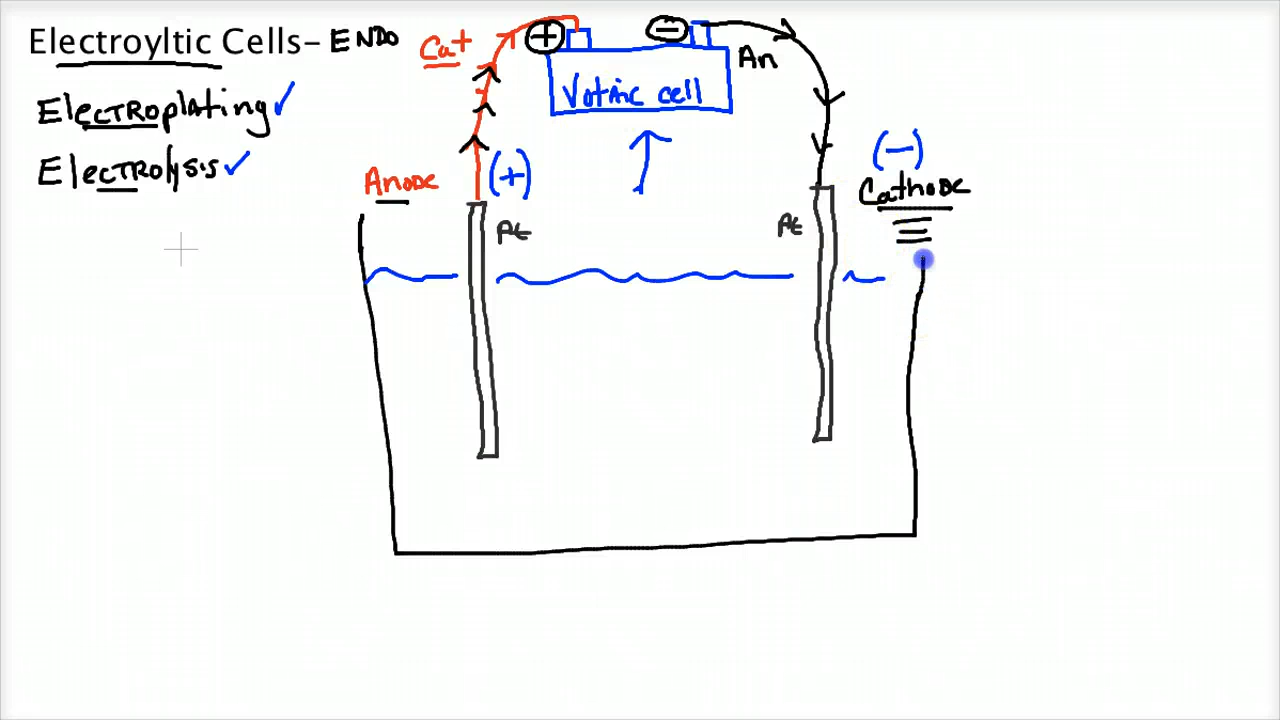 Electroyltic Cells- ENDO
Electroplating ✓
Electrolysis ✓
Cat
+
-
An
Voltaic cell
Anode
(+)
(-)
Cathode
Pt
Pt